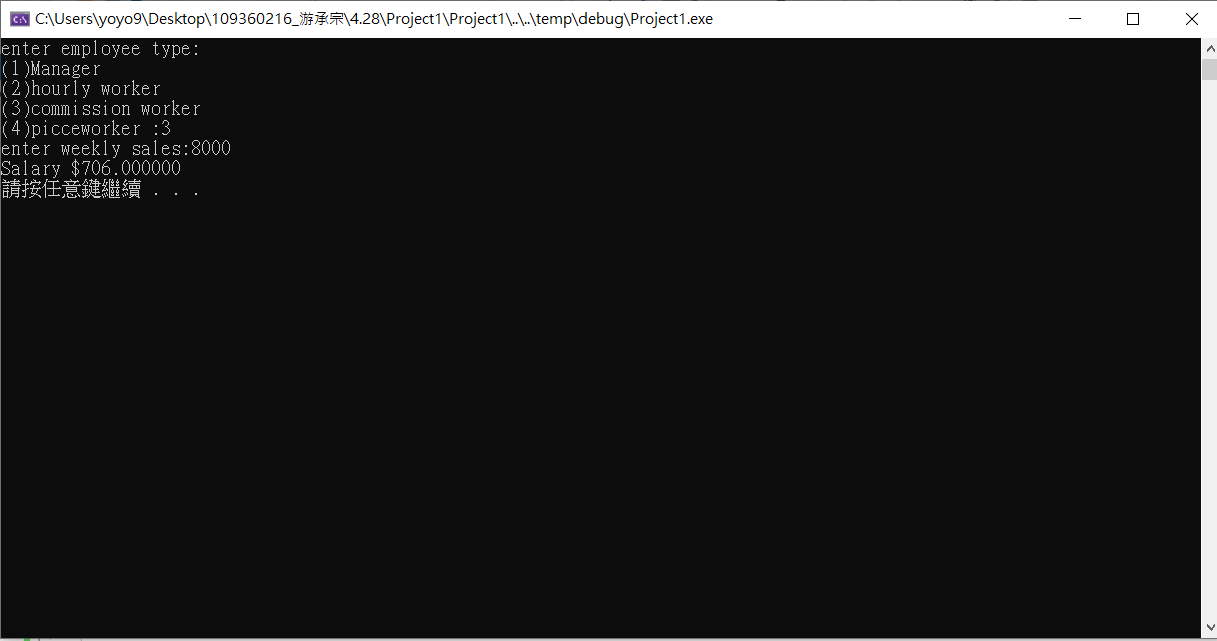 C:\Users\yoyo9\Desktop\109360216_游承宗\4.28\Project1\Project1\..\..\temp\debug\Project1.exe
enter employee type:
(1)Manager
(2)hourly worker
(3)commission worker
(4)picceworker :3
enter weekly sales:8000
Salary $706.000000
請按任意鍵繼續 . . .